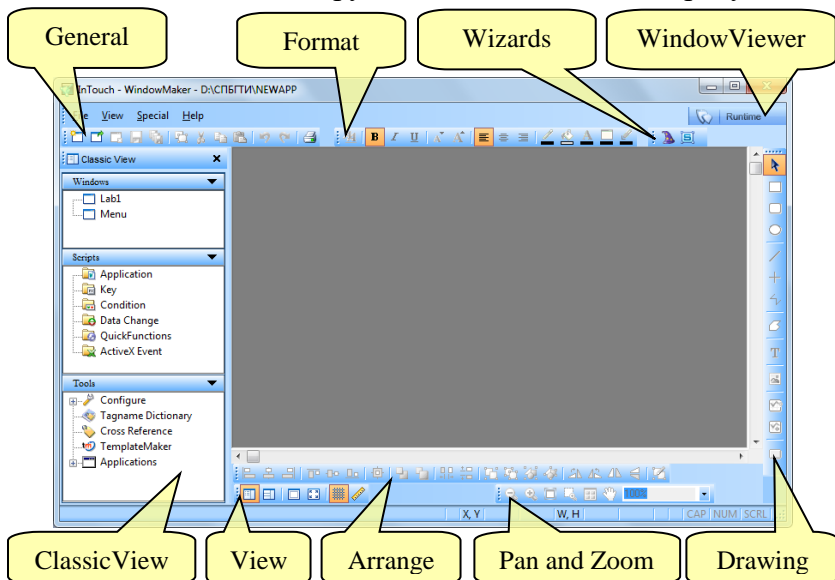 General
Format
Wizards
WindowViewer
InTouch - WindowMaker - D:\СПБГТИ\NEWAPP
View Special Help
Runtime
B I U
Classic View
Windows
Lab1
Menu
Scripts
Application
Key
Condition
Data Change
QuickFunctions
ActiveX Event
Tools
Configure
Tagname Dictionary
Cross Reference
TemplateMaker
Applications
T
100%
X, Y W, H CAP NUM SCRL
ClassicView
View
Arrange
Pan and Zoom
Drawing